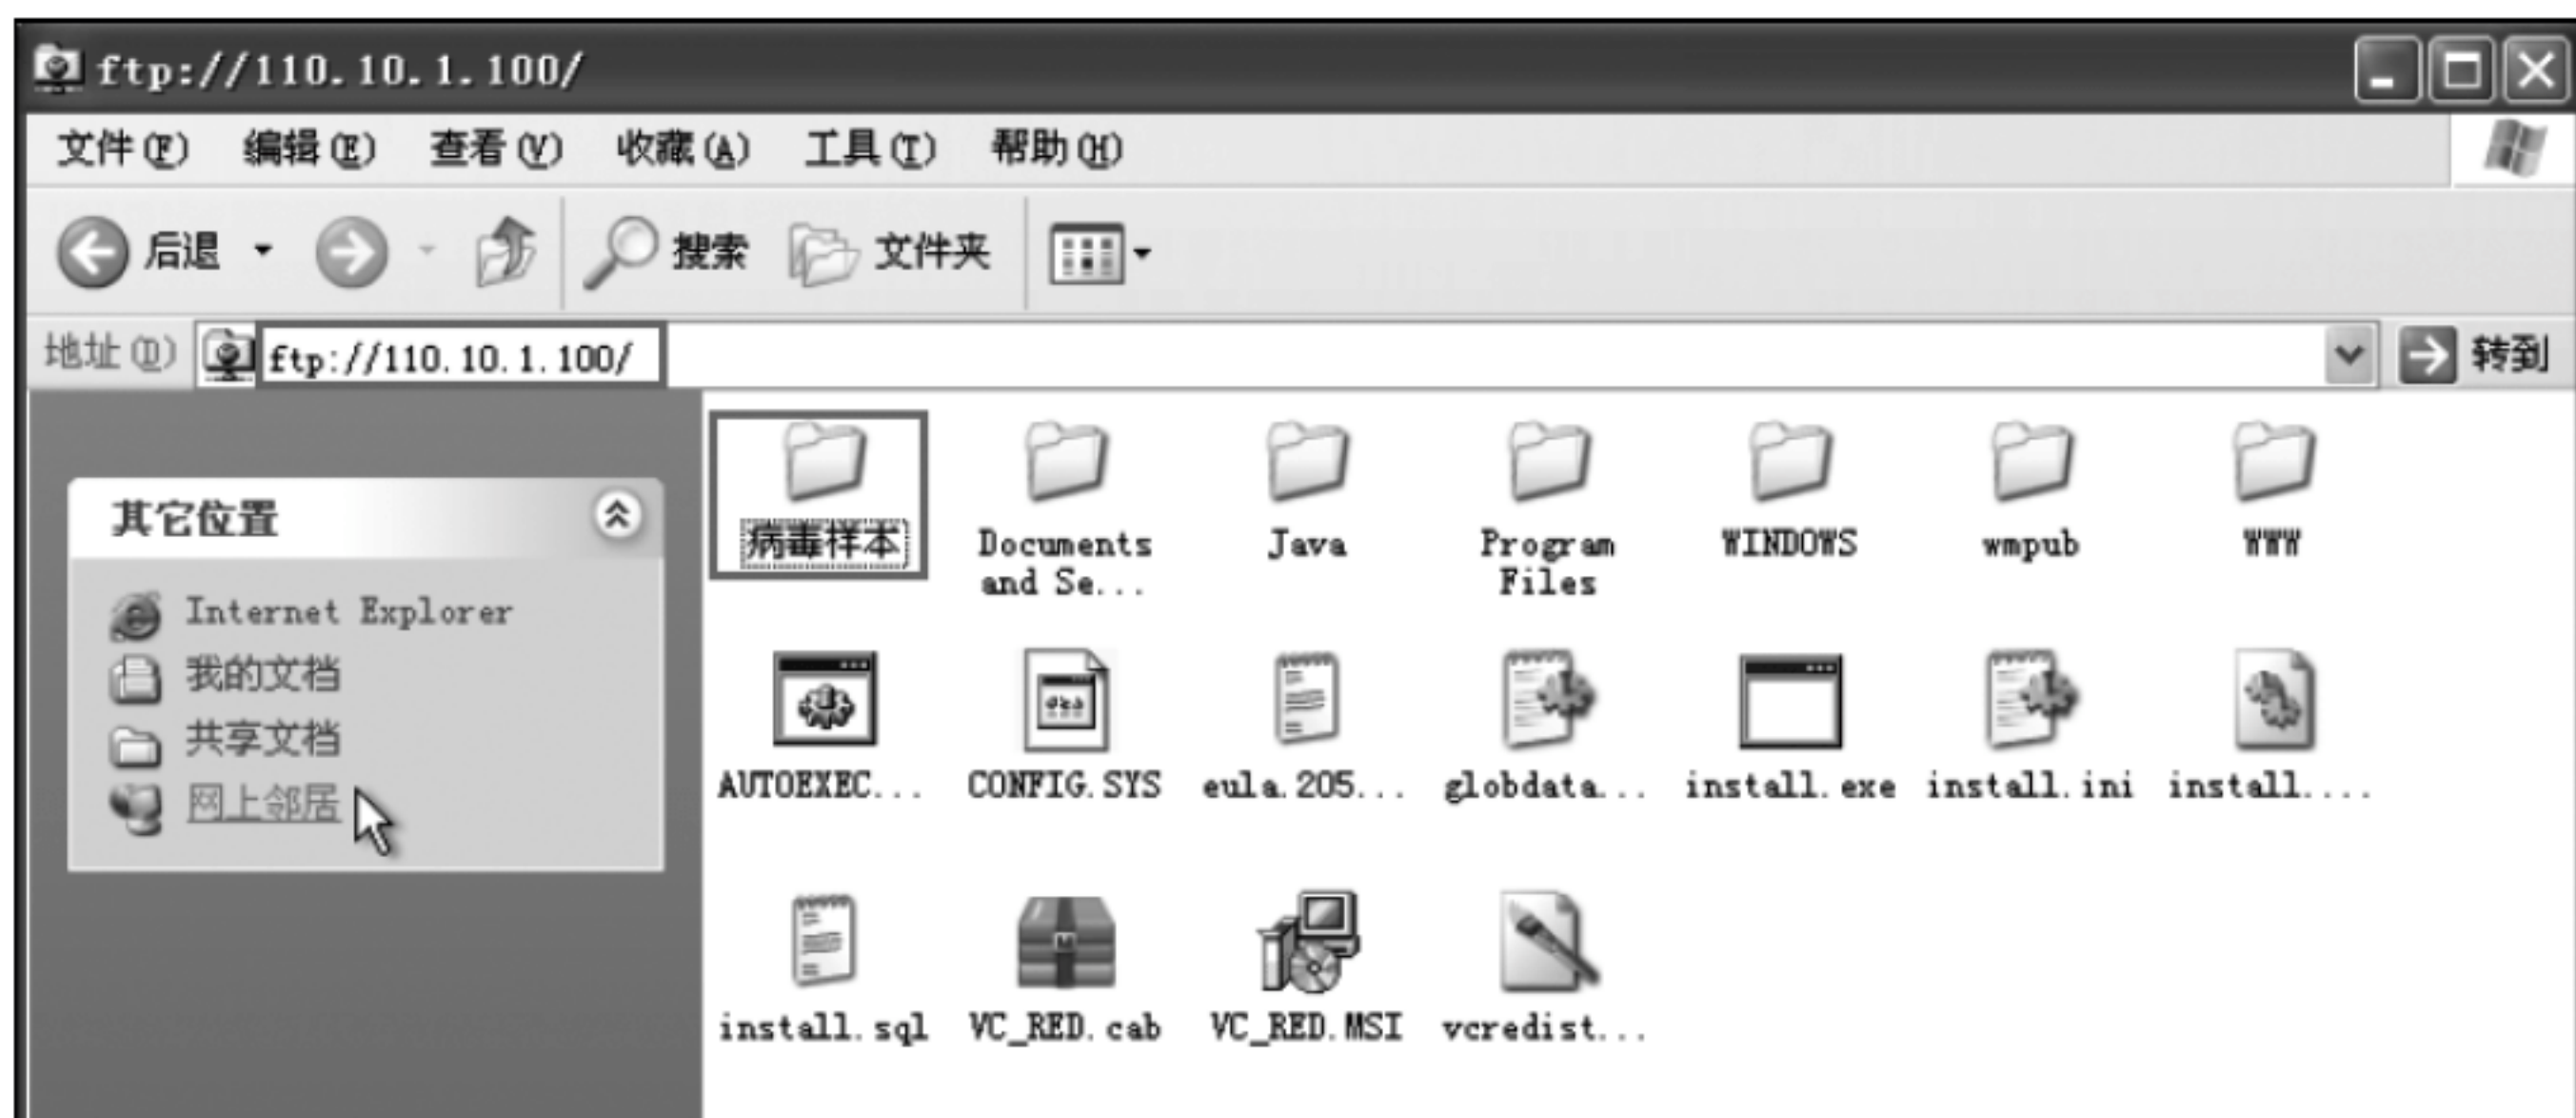 ftp://110.10.1.100/
文件(F) 编辑(E) 查看(V) 收藏(A) 工具(T) 帮助(H)
后退 搜索 文件夹
地址(D) ftp://110.10.1.100/ 转到
其它位置
Internet Explorer
我的文档
共享文档
网上邻居
病毒样本 Documents and Se... Java Program Files WINDOWS wmpub WWW
AUTOEXEC... CONFIG.SYS eula.205... globdata... install.exe install.ini install....
install.sql VC_RED.cab VC_RED.MSI vcredist...